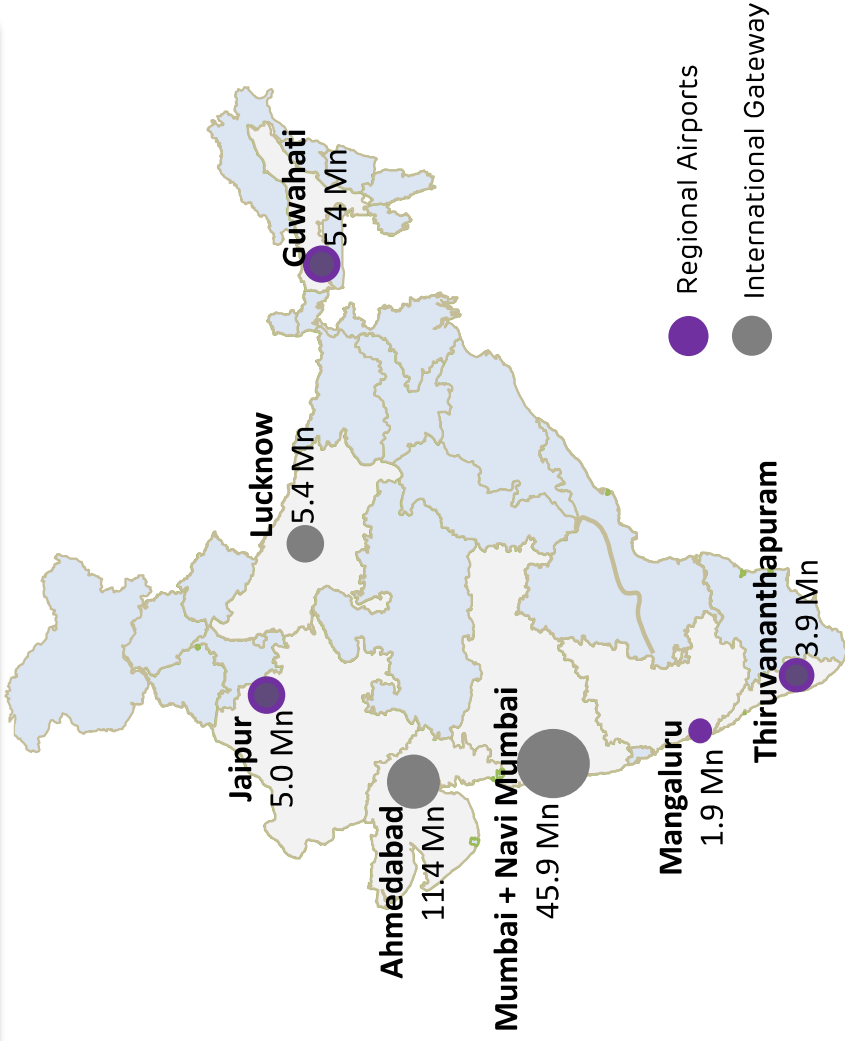 Guwahati
5.4 Mn
Lucknow
5.4 Mn
Jaipur
5.0 Mn
Ahmedabad
11.4 Mn
Mumbai + Navi Mumbai
45.9 Mn
Mangaluru
1.9 Mn
Thiruvananthapuram
3.9 Mn
Regional Airports
International Gateway